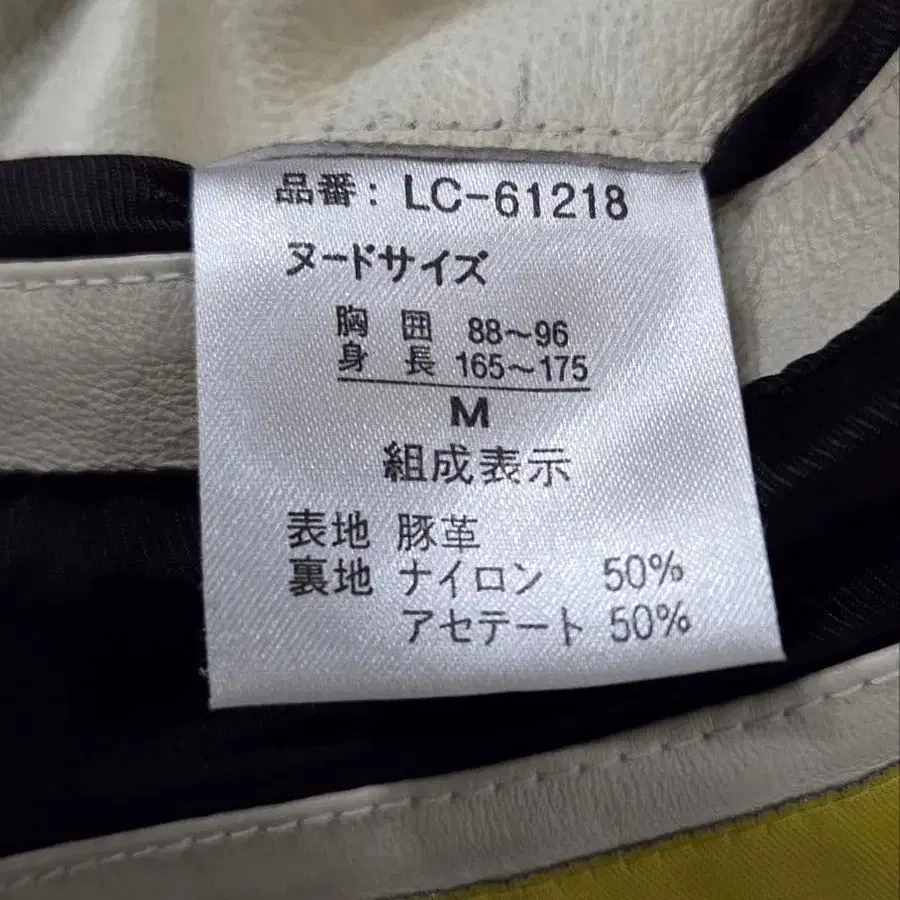 品番: LC-61218
ヌードサイズ
胸 囲 88～96
身 長 165～175
M
組成表示
表地 豚革
裏地 ナイロン 50%
アセテート 50%